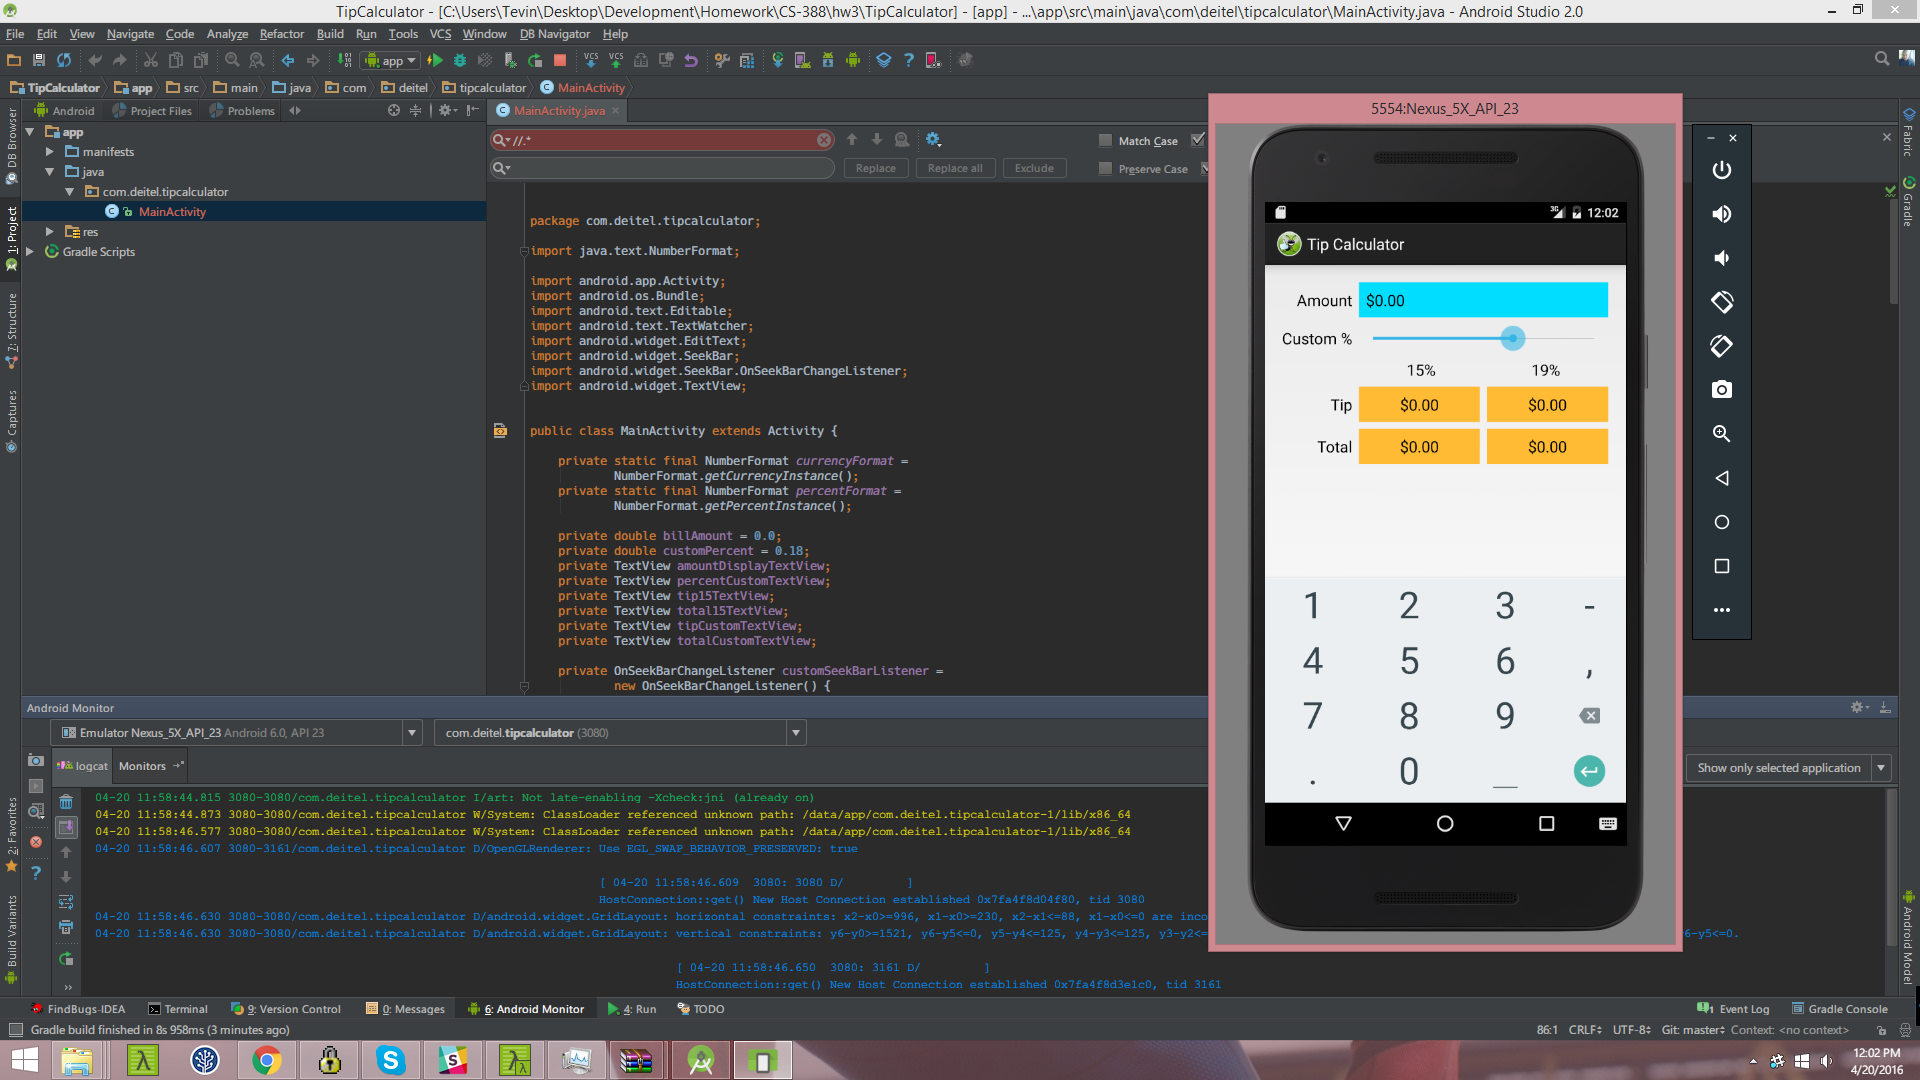 TipCalculator - [C:\Users\Tevin\Desktop\Development\Homework\CS-388\hw3\TipCalculator] - [app] - ...\app\src\main\java\com\deitel\tipcalculator\MainActivity.java - Android Studio 2.0
File Edit View Navigate Code Analyze Refactor Build Run Tools VCS Window DB Navigator Help
app
TipCalculator app src main java com deitel tipcalculator MainActivity
Android Project Files Problems
MainActivity.java
app
manifests
java
com.deitel.tipcalculator
MainActivity
res
Gradle Scripts
DB Browser
1: Project
7: Structure
Captures
2: Favorites
Build Variants
//.*
Match Case
Replace Replace all Exclude Preserve Case
package com.deitel.tipcalculator;
import java.text.NumberFormat;
import android.app.Activity;
import android.os.Bundle;
import android.text.Editable;
import android.text.TextWatcher;
import android.widget.EditText;
import android.widget.SeekBar;
import android.widget.SeekBar.OnSeekBarChangeListener;
import android.widget.TextView;
public class MainActivity extends Activity {
private static final NumberFormat currencyFormat =
NumberFormat.getCurrencyInstance();
private static final NumberFormat percentFormat =
NumberFormat.getPercentInstance();
private double billAmount = 0.0;
private double customPercent = 0.18;
private TextView amountDisplayTextView;
private TextView percentCustomTextView;
private TextView tip15TextView;
private TextView total15TextView;
private TextView tipCustomTextView;
private TextView totalCustomTextView;
private OnSeekBarChangeListener customSeekBarListener =
new OnSeekBarChangeListener() {
5554:Nexus_5X_API_23
3G 12:02
Tip Calculator
Amount $0.00
Custom %
15% 19%
Tip $0.00 $0.00
Total $0.00 $0.00
1 2 3 -
4 5 6 ,
7 8 9
. 0 _
Fabric
Gradle
Android Model
Android Monitor
Emulator Nexus_5X_API_23 Android 6.0, API 23
com.deitel.tipcalculator (3080)
logcat Monitors
Show only selected application
04-20 11:58:44.815 3080-3080/com.deitel.tipcalculator I/art: Not late-enabling -Xcheck:jni (already on)
04-20 11:58:44.873 3080-3080/com.deitel.tipcalculator W/System: ClassLoader referenced unknown path: /data/app/com.deitel.tipcalculator-1/lib/x86_64
04-20 11:58:46.577 3080-3080/com.deitel.tipcalculator W/System: ClassLoader referenced unknown path: /data/app/com.deitel.tipcalculator-1/lib/x86_64
04-20 11:58:46.607 3080-3161/com.deitel.tipcalculator D/OpenGLRenderer: Use EGL_SWAP_BEHAVIOR_PRESERVED: true
[ 04-20 11:58:46.609 3080: 3080 D/ ]
HostConnection::get() New Host Connection established 0x7fa4f8d04f80, tid 3080
04-20 11:58:46.630 3080-3080/com.deitel.tipcalculator D/android.widget.GridLayout: horizontal constraints: x2-x0>=996, x1-x0>=230, x2-x1<=88, x1-x0<=0 are inco
04-20 11:58:46.630 3080-3080/com.deitel.tipcalculator D/android.widget.GridLayout: vertical constraints: y6-y0>=1521, y6-y5<=0, y5-y4<=125, y4-y3<=125, y3-y2<= 6-y5<=0.
[ 04-20 11:58:46.650 3080: 3161 D/ ]
HostConnection::get() New Host Connection established 0x7fa4f8d3e1c0, tid 3161
FindBugs-IDEA Terminal 9: Version Control 0: Messages 6: Android Monitor 4: Run TODO Event Log Gradle Console
Gradle build finished in 8s 958ms (3 minutes ago) 86:1 CRLF UTF-8 Git: master Context: <no context>
12:02 PM
4/20/2016